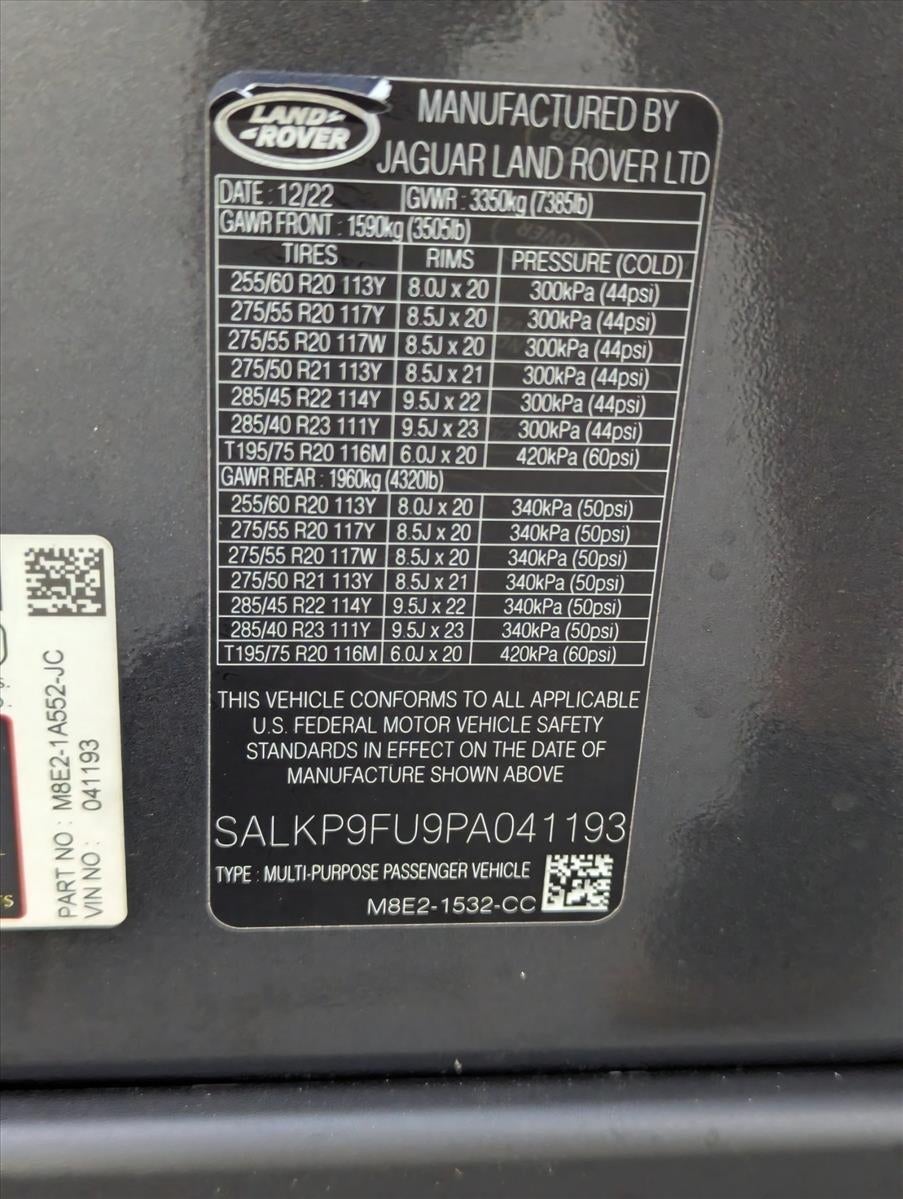 LAND
ROVER
MANUFACTURED BY
JAGUAR LAND ROVER LTD
DATE : 12/22 GVWR : 3350kg (7385lb)
GAWR FRONT : 1590kg (3505lb)
TIRES RIMS PRESSURE (COLD)
255/60 R20 113Y 8.0J x 20 300kPa (44psi)
275/55 R20 117Y 8.5J x 20 300kPa (44psi)
275/55 R20 117W 8.5J x 20 300kPa (44psi)
275/50 R21 113Y 8.5J x 21 300kPa (44psi)
285/45 R22 114Y 9.5J x 22 300kPa (44psi)
285/40 R23 111Y 9.5J x 23 300kPa (44psi)
T195/75 R20 116M 6.0J x 20 420kPa (60psi)
GAWR REAR : 1960kg (4320lb)
255/60 R20 113Y 8.0J x 20 340kPa (50psi)
275/55 R20 117Y 8.5J x 20 340kPa (50psi)
275/55 R20 117W 8.5J x 20 340kPa (50psi)
275/50 R21 113Y 8.5J x 21 340kPa (50psi)
285/45 R22 114Y 9.5J x 22 340kPa (50psi)
285/40 R23 111Y 9.5J x 23 340kPa (50psi)
T195/75 R20 116M 6.0J x 20 420kPa (60psi)
THIS VEHICLE CONFORMS TO ALL APPLICABLE
U.S. FEDERAL MOTOR VEHICLE SAFETY
STANDARDS IN EFFECT ON THE DATE OF
MANUFACTURE SHOWN ABOVE
SALKP9FU9PA041193
TYPE : MULTI-PURPOSE PASSENGER VEHICLE
M8E2-1532-CC
PART NO : M8E2-1A552-JC
VIN NO : 041193